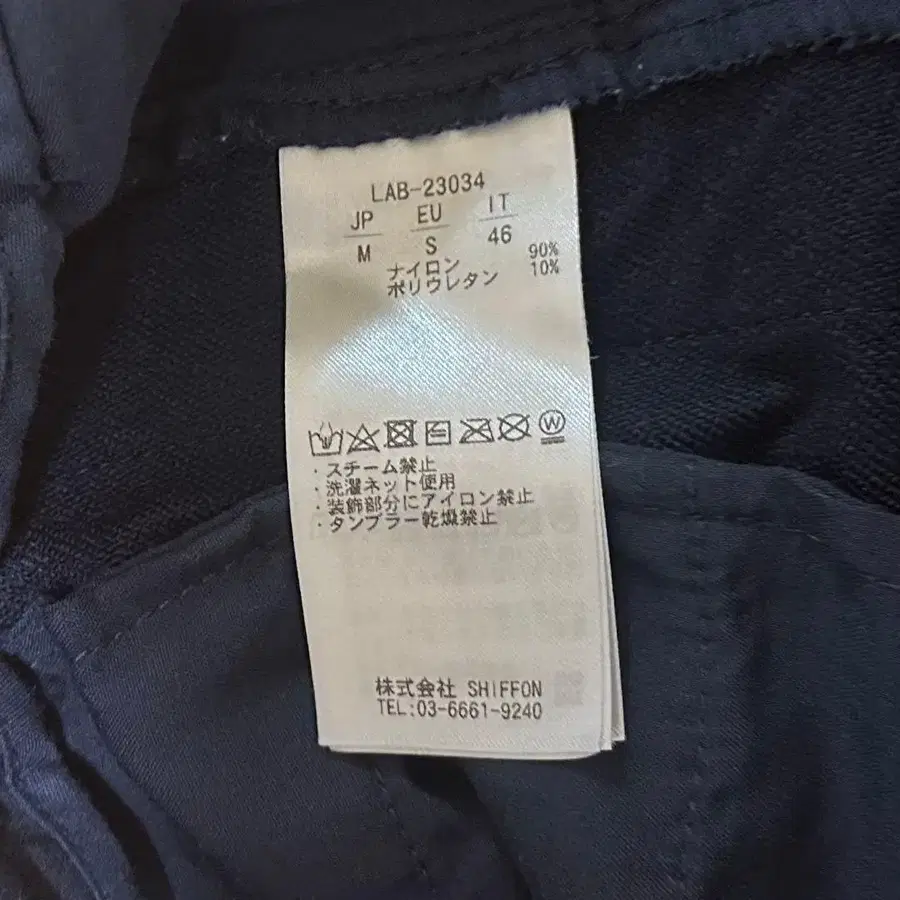 LAB-23034
JP EU IT
M S 46
ナイロン 90%
ポリウレタン 10%
W
・スチーム禁止
・洗濯ネット使用
・装飾部分にアイロン禁止
・タンブラー乾燥禁止
株式会社 SHIFFON
TEL:03-6661-9240